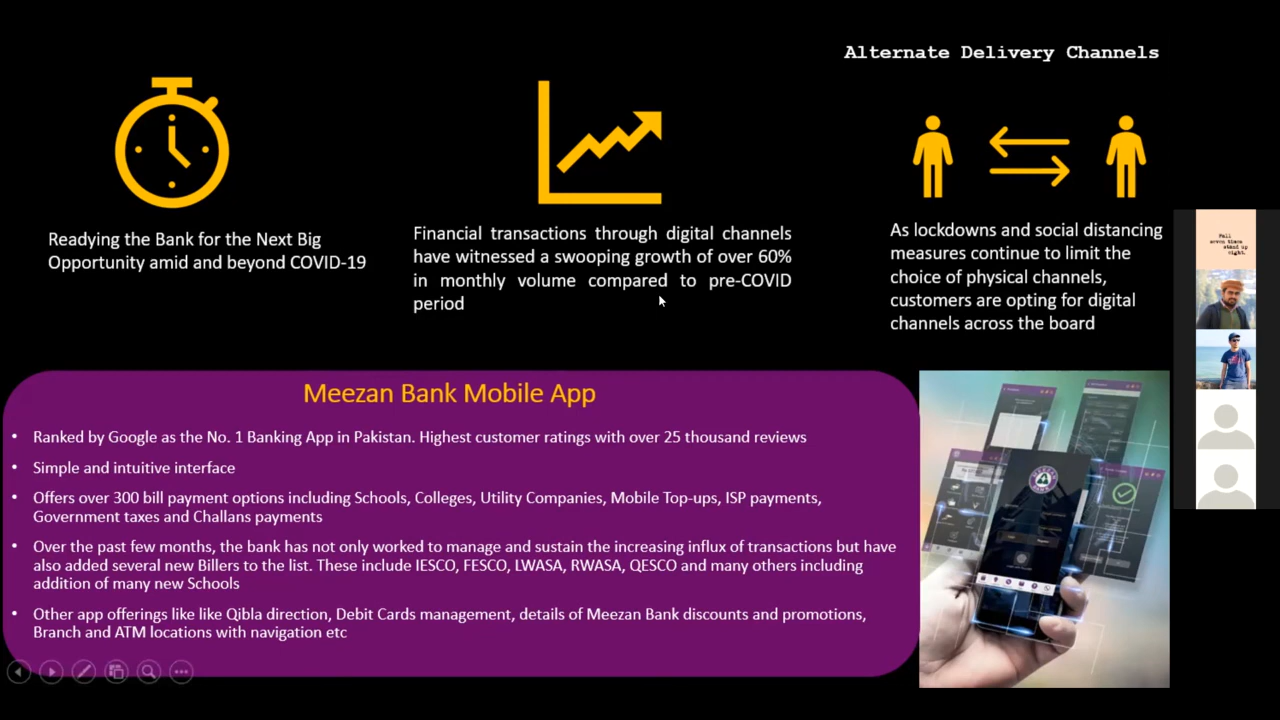 Alternate Delivery Channels
Readying the Bank for the Next Big
Opportunity amid and beyond COVID-19
Financial transactions through digital channels
have witnessed a swooping growth of over 60%
in monthly volume compared to pre-COVID
period
As lockdowns and social distancing
measures continue to limit the
choice of physical channels,
customers are opting for digital
channels across the board
Fall
seven times
stand up
eight.
Meezan Bank Mobile App
• Ranked by Google as the No. 1 Banking App in Pakistan. Highest customer ratings with over 25 thousand reviews
• Simple and intuitive interface
• Offers over 300 bill payment options including Schools, Colleges, Utility Companies, Mobile Top-ups, ISP payments,
Government taxes and Challans payments
• Over the past few months, the bank has not only worked to manage and sustain the increasing influx of transactions but have
also added several new Billers to the list. These include IESCO, FESCO, LWASA, RWASA, QESCO and many others including
addition of many new Schools
• Other app offerings like like Qibla direction, Debit Cards management, details of Meezan Bank discounts and promotions,
Branch and ATM locations with navigation etc